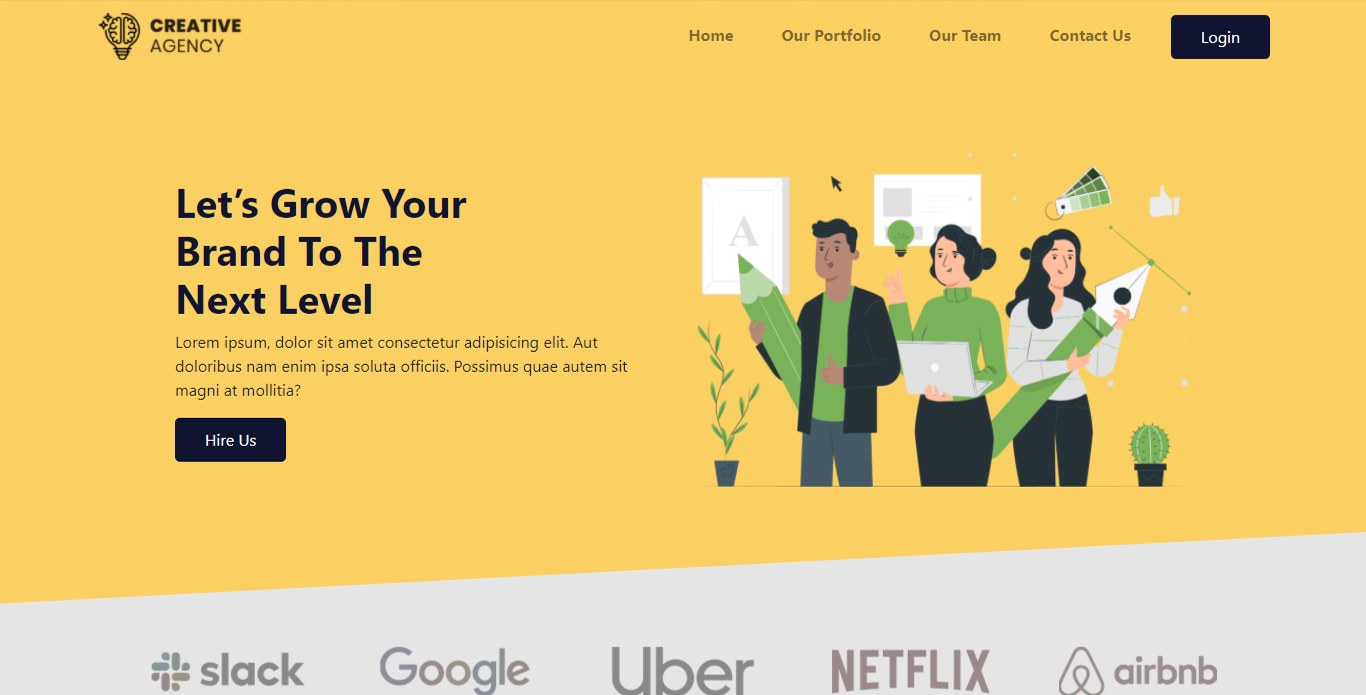 CREATIVE
AGENCY
Home Our Portfolio Our Team Contact Us Login
Let’s Grow Your
Brand To The
Next Level
Lorem ipsum, dolor sit amet consectetur adipisicing elit. Aut
doloribus nam enim ipsa soluta officiis. Possimus quae autem sit
magni at mollitia?
Hire Us
A
slack Google Uber NETFLIX airbnb